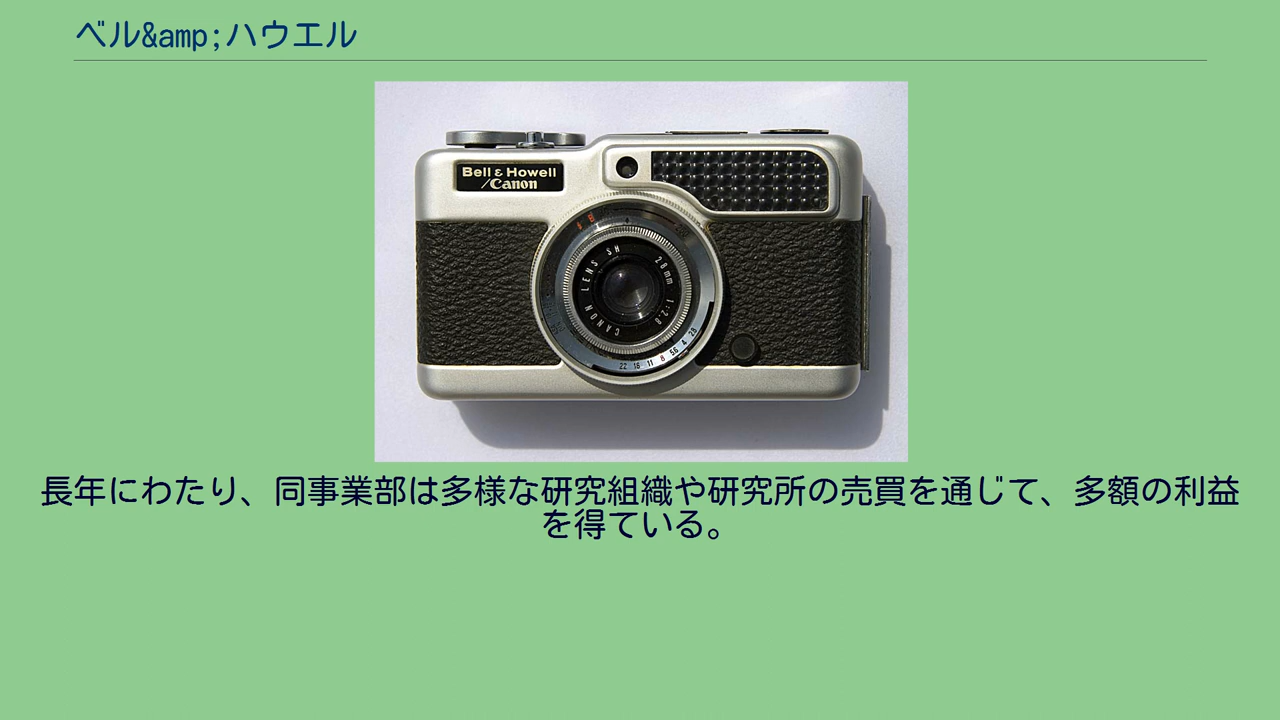 ベル&amp;ハウエル
Bell & Howell
/Canon
CANON LENS SH 28mm 1:2.8
22 16 11 8 5.6 4 2.8
長年にわたり、同事業部は多様な研究組織や研究所の売買を通じて、多額の利益
を得ている。